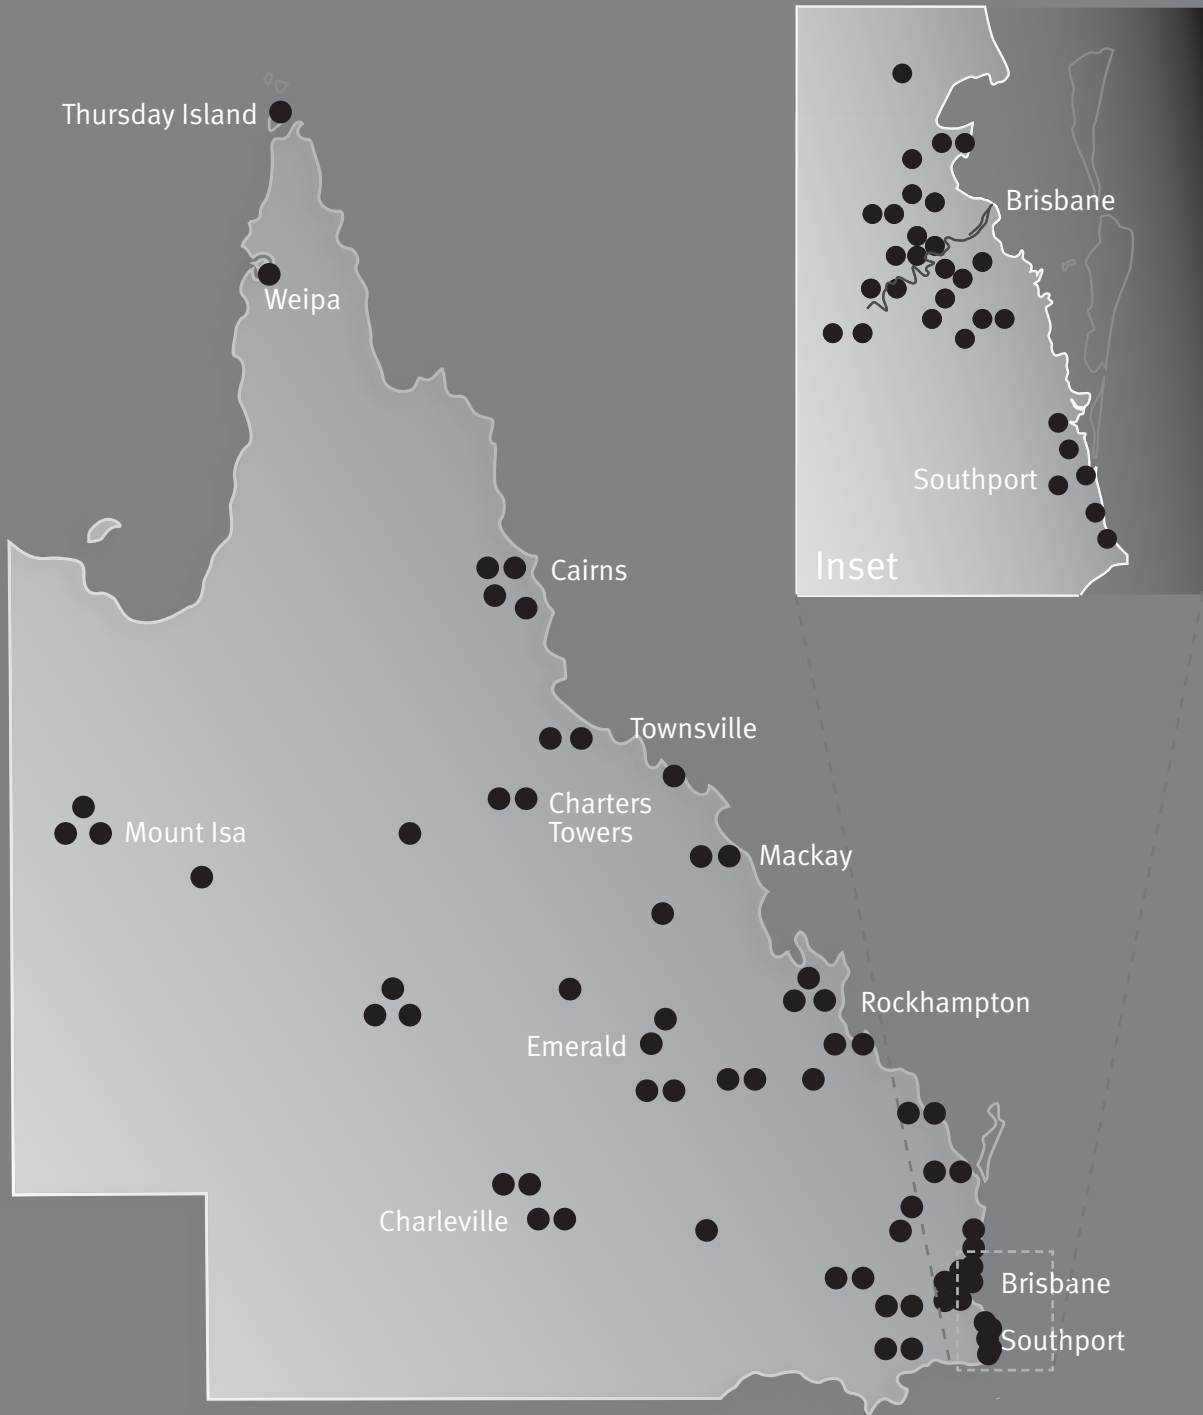 Thursday Island
Brisbane
Weipa
Southport
Inset
Cairns
Townsville
Charters
Towers
Mount Isa
Mackay
Rockhampton
Emerald
Charleville
Brisbane
Southport